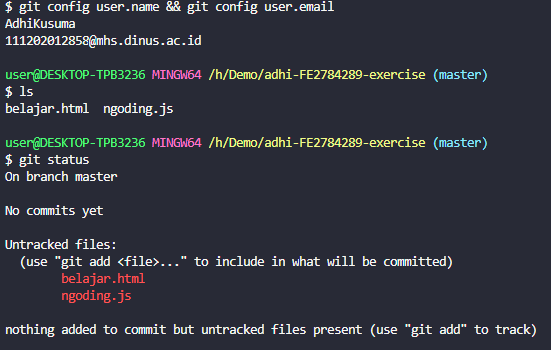 $ git config user.name && git config user.email
AdhiKusuma
111202012858@mhs.dinus.ac.id
user@DESKTOP-TPB3236 MINGW64 /h/Demo/adhi-FE2784289-exercise (master)
$ ls
belajar.html  ngoding.js
user@DESKTOP-TPB3236 MINGW64 /h/Demo/adhi-FE2784289-exercise (master)
$ git status
On branch master
No commits yet
Untracked files:
(use "git add <file>..." to include in what will be committed)
belajar.html
ngoding.js
nothing added to commit but untracked files present (use "git add" to track)